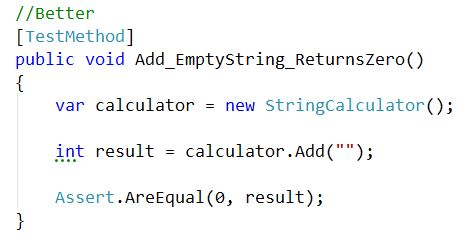 //Better
[TestMethod]
public void Add_EmptyString_ReturnsZero()
{
    var calculator = new StringCalculator();
    int result = calculator.Add("");
    Assert.AreEqual(0, result);
}